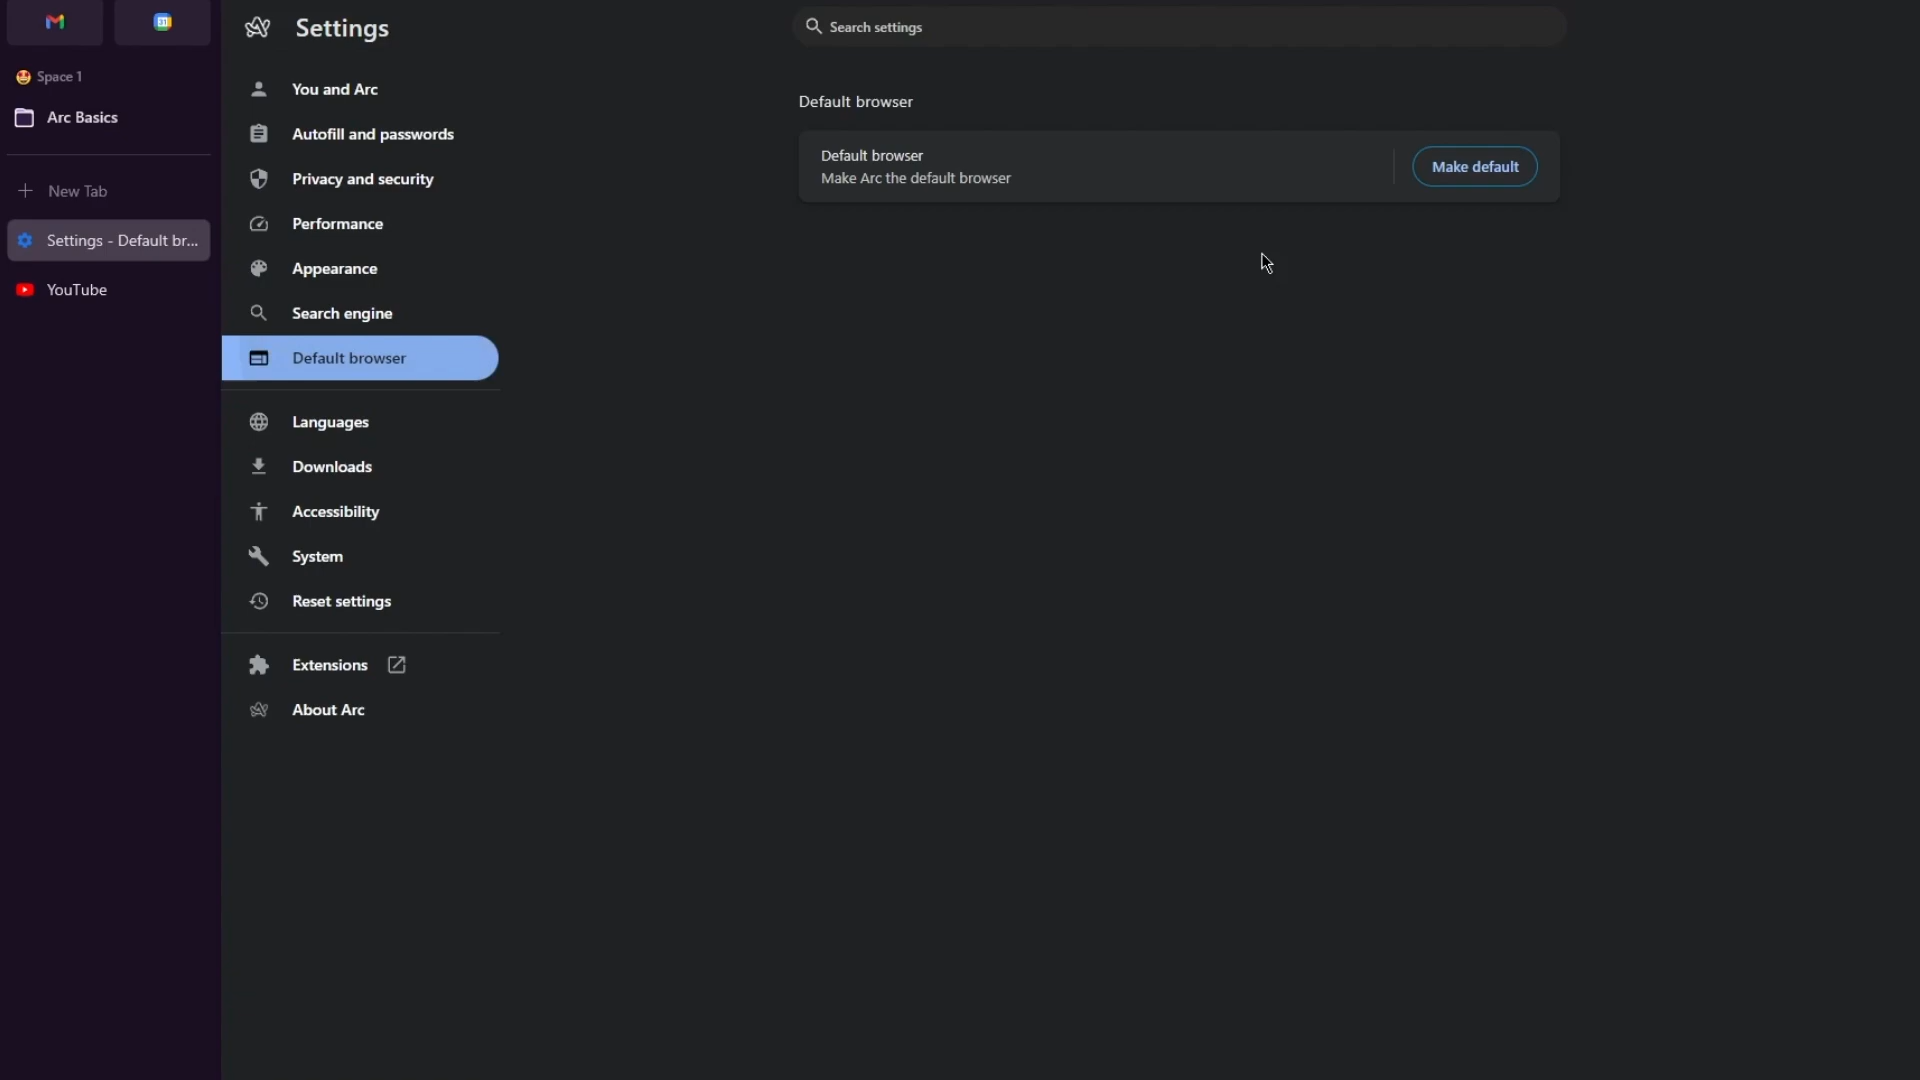 Space 1
Arc Basics
New Tab
Settings - Default br...
YouTube
Settings
You and Arc
Autofill and passwords
Privacy and security
Performance
Appearance
Search engine
Default browser
Languages
Downloads
Accessibility
System
Reset settings
Extensions
About Arc
Search settings
Default browser
Default browser
Make Arc the default browser
Make default